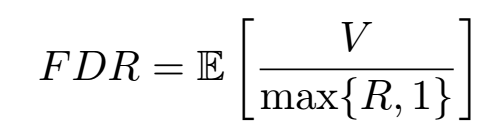 FDR = 𝔼 [ V / max{R, 1} ]